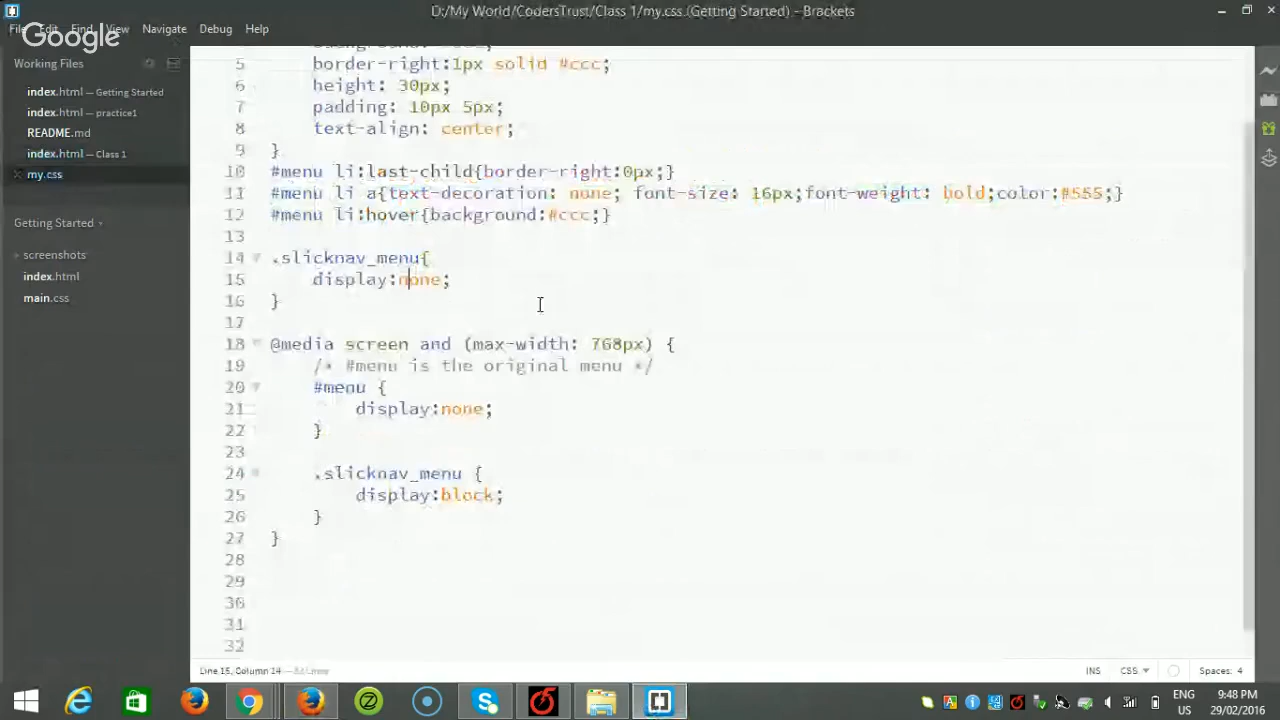 D:/My World/CodersTrust/Class 1/my.css (Getting Started) - Brackets
File Edit Find View Navigate Debug Help
Google
Working Files
index.html — Getting Started
index.html — practice1
README.md
index.html — Class 1
my.css
Getting Started
screenshots
index.html
main.css
5 border-right:1px solid #ccc;
6 height: 30px;
7 padding: 10px 5px;
8 text-align: center;
9 }
10 #menu li:last-child{border-right:0px;}
11 #menu li a{text-decoration: none; font-size: 16px;font-weight: bold;color:#555;}
12 #menu li:hover{background:#ccc;}
13
14 .slicknav_menu{
15 display:none;
16 }
17
18 @media screen and (max-width: 768px) {
19 /* #menu is the original menu */
20 #menu {
21 display:none;
22 }
23
24 .slicknav_menu {
25 display:block;
26 }
27 }
28
29
30
31
32
Line 15, Column 14
INS CSS Spaces: 4
ENG 9:48 PM
US 29/02/2016